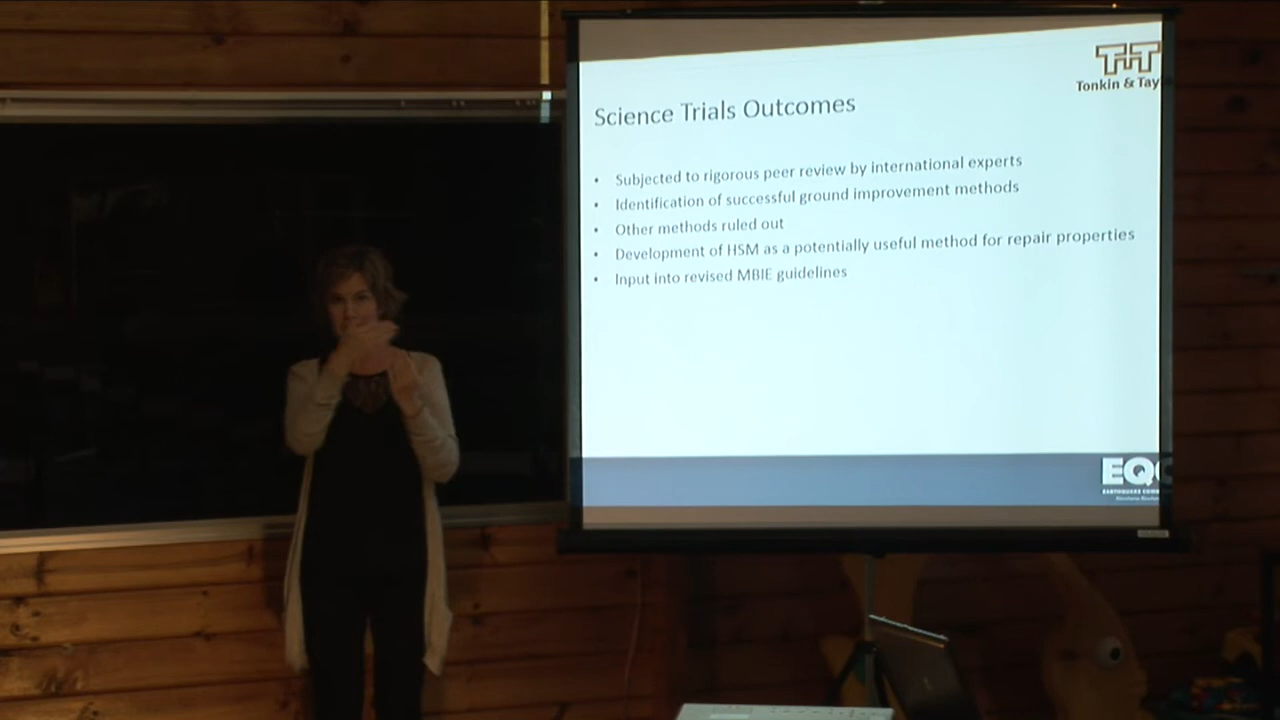 Tonkin & Tay
Science Trials Outcomes
• Subjected to rigorous peer review by international experts
• Identification of successful ground improvement methods
• Other methods ruled out
• Development of HSM as a potentially useful method for repair properties
• Input into revised MBIE guidelines
EQC
EARTHQUAKE COMM